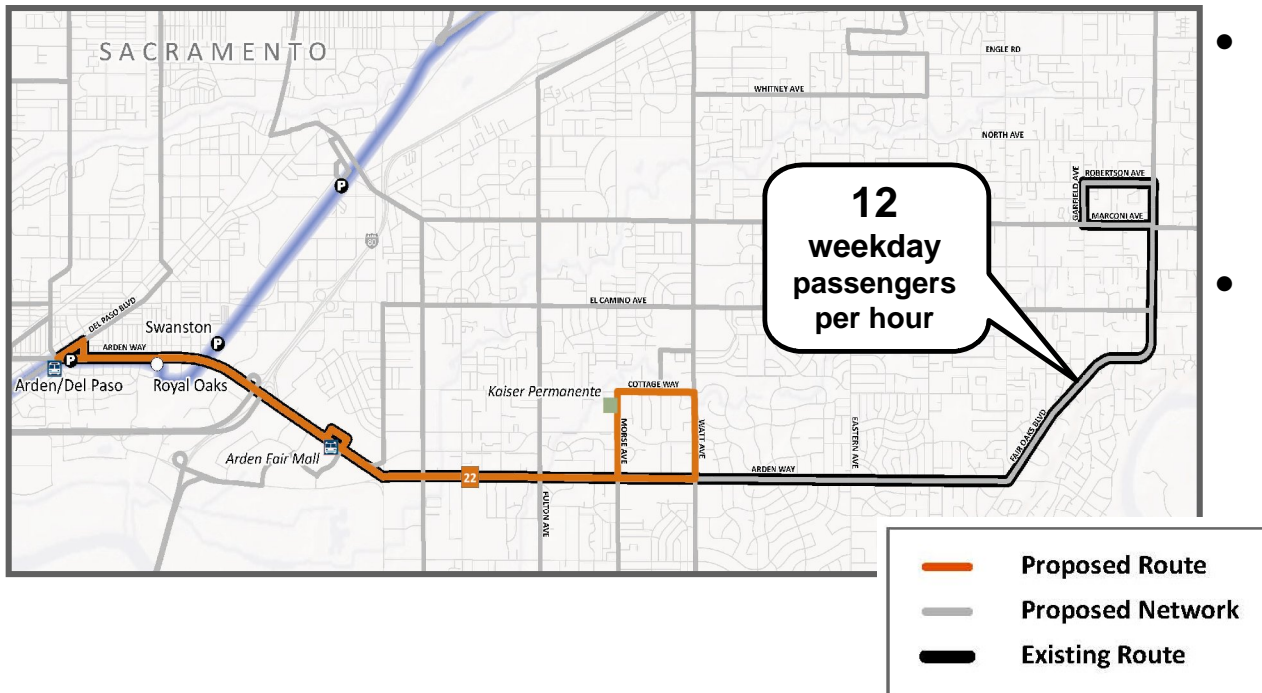 SACRAMENTO
ENGLE RD
WHITNEY AVE
NORTH AVE
P
80
12
weekday
passengers
per hour
GARFIELD AVE
ROBERTSON AVE
MARCONI AVE
EL CAMINO AVE
DEL PASO BLVD
Swanston
P
ARDEN WAY
P
Arden/Del Paso
Royal Oaks
Kaiser Permanente
COTTAGE WAY
MORSE AVE
WATT AVE
EASTERN AVE
FAIR OAKS BLVD
Arden Fair Mall
22
ARDEN WAY
FULTON AVE
Proposed Route
Proposed Network
Existing Route